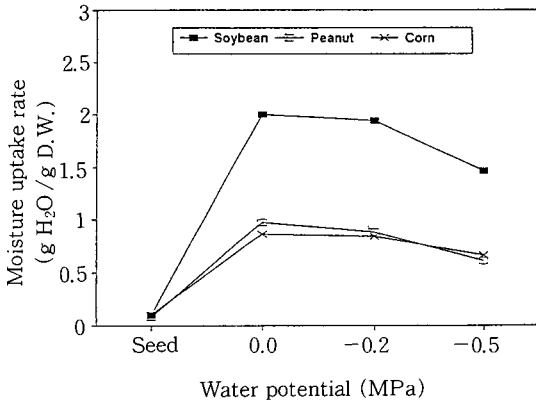 3
2.5
2
1.5
1
0.5
0
Soybean Peanut Corn
Moisture uptake rate
(g H₂O/g D.W.)
Seed 0.0 −0.2 −0.5
Water potential (MPa)